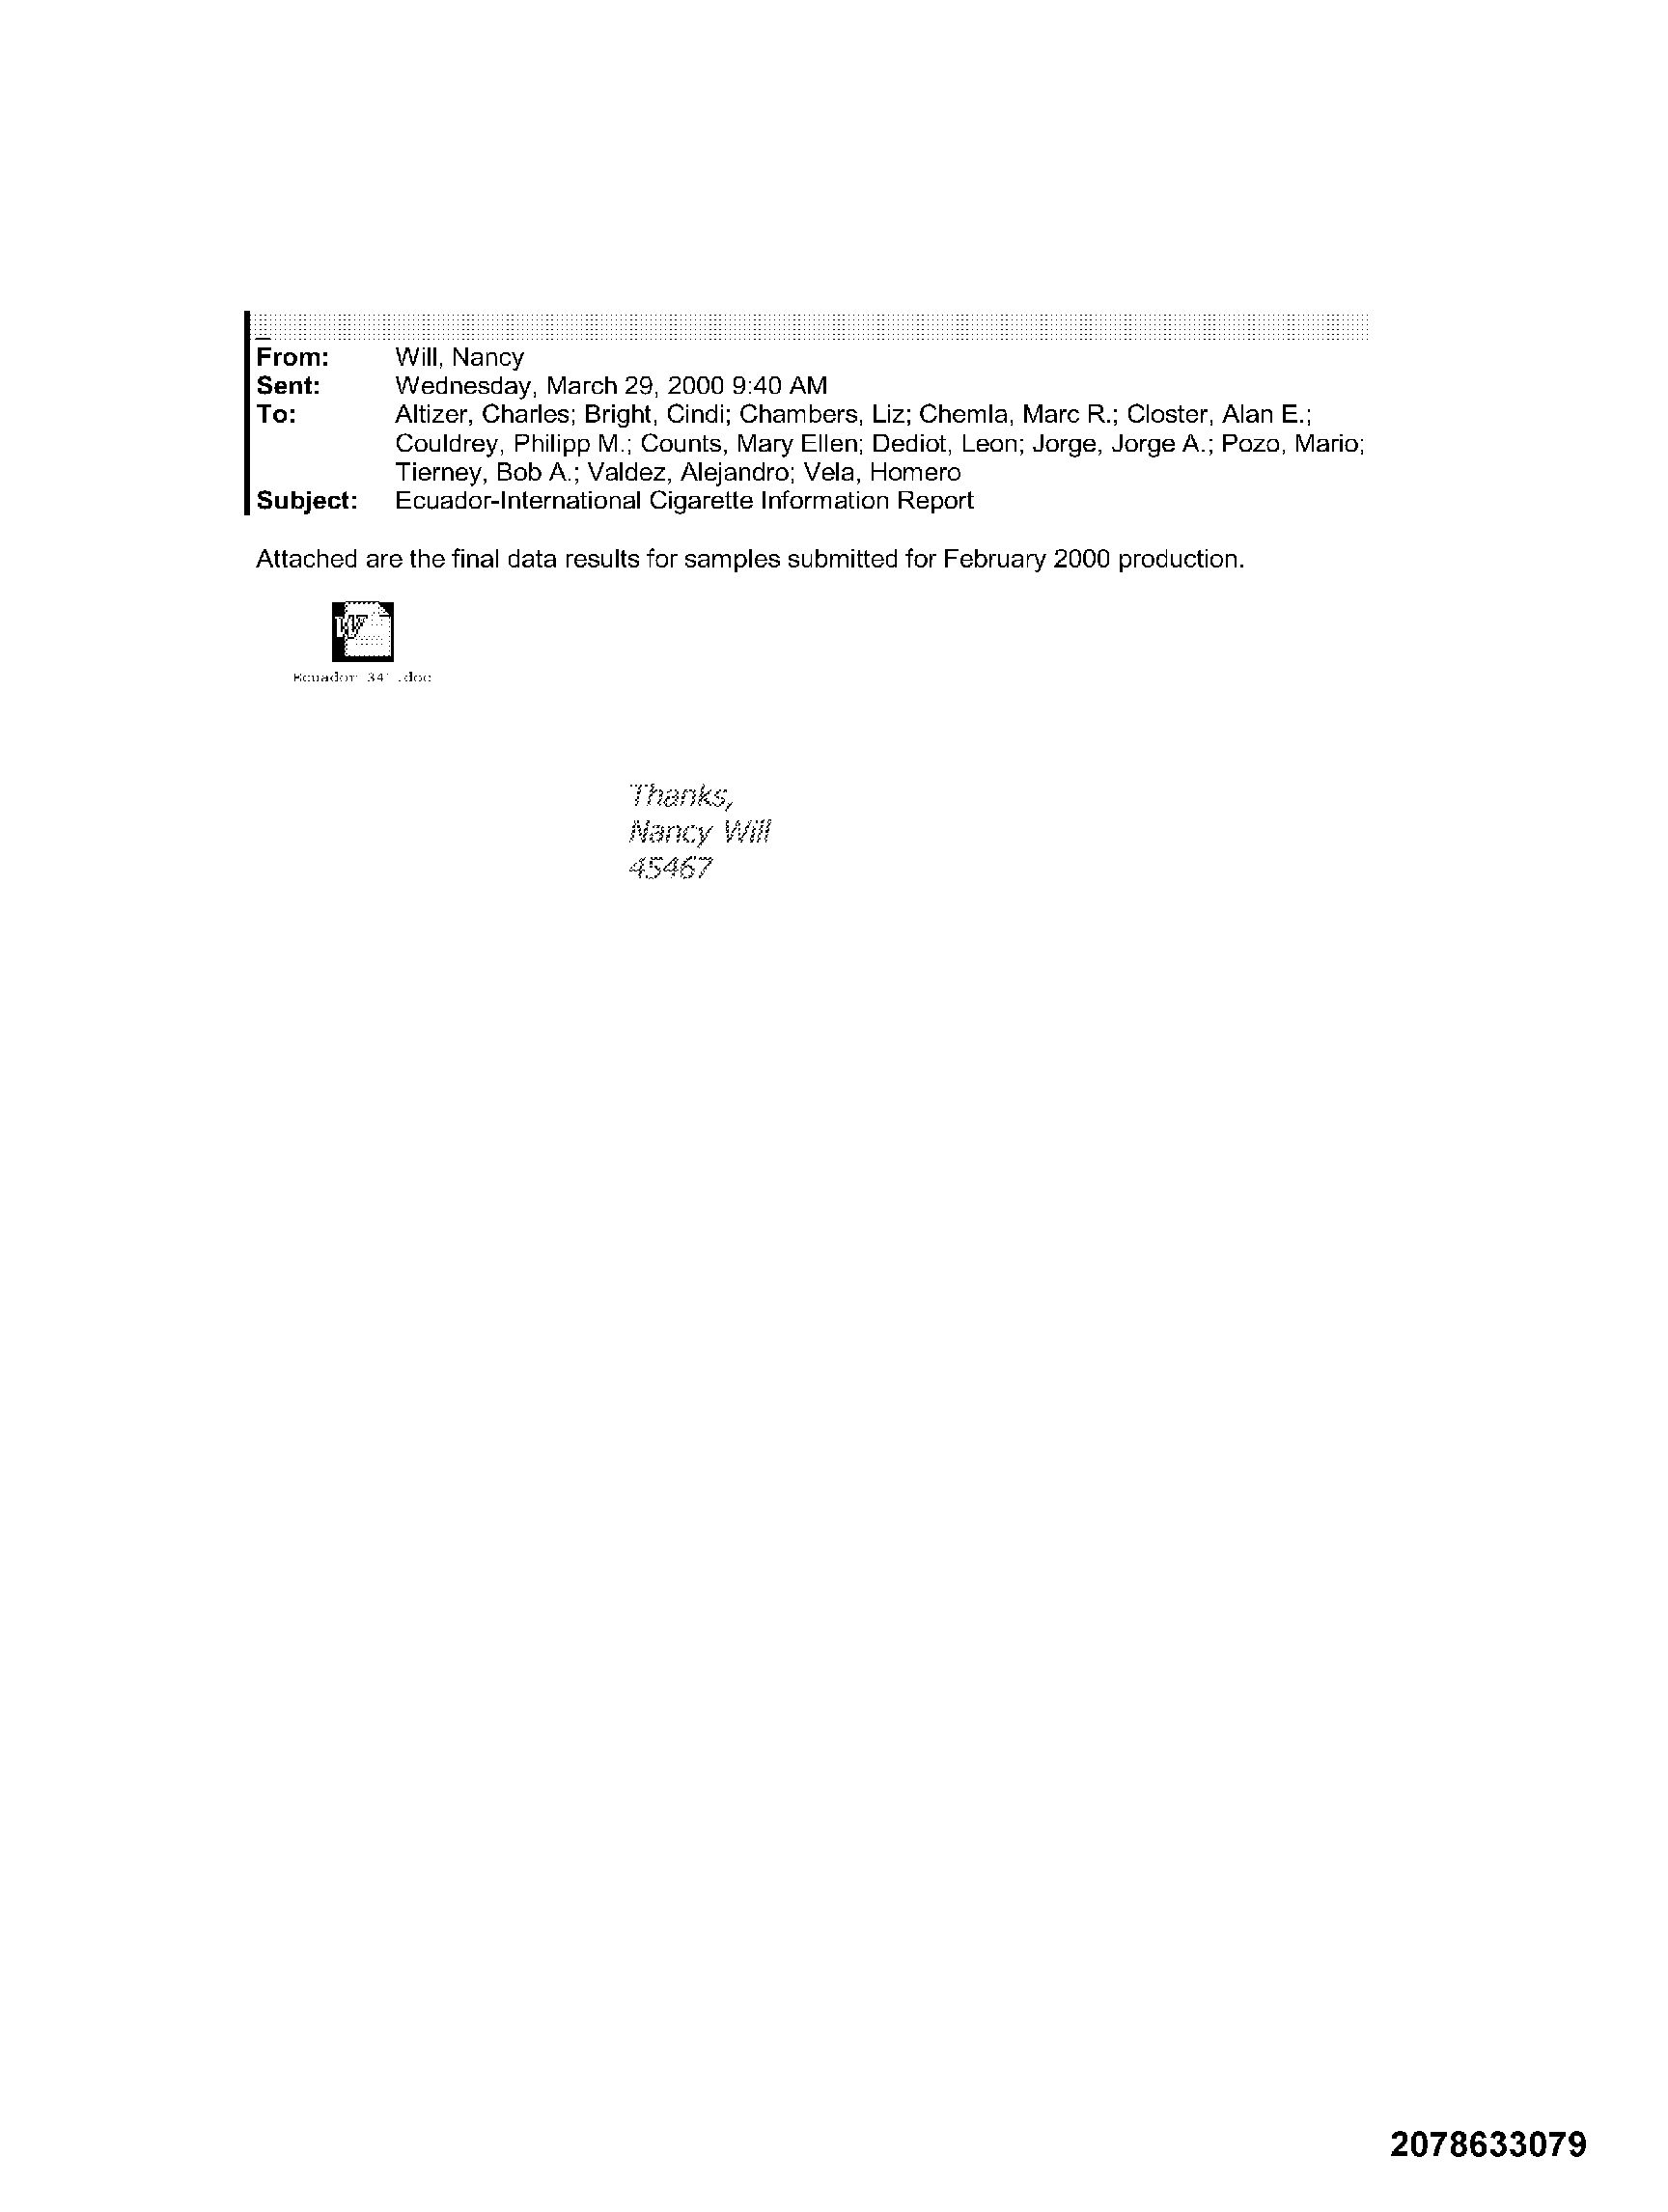 From: Will, Nancy
Sent: Wednesday, March 29, 2000 9:40 AM
To: Altizer, Charles; Bright, Cindi; Chambers, Liz; Chemla, Marc R.; Closter, Alan E.;
Couldrey, Philipp M.; Counts, Mary Ellen; Dediot, Leon; Jorge, Jorge A.; Pozo, Mario;
Tierney, Bob A.; Valdez, Alejandro; Vela, Homero
Subject: Ecuador-International Cigarette Information Report
Attached are the final data results for samples submitted for February 2000 production.
W
Ecuador
Thanks,
Nancy Will
45467
2078633079